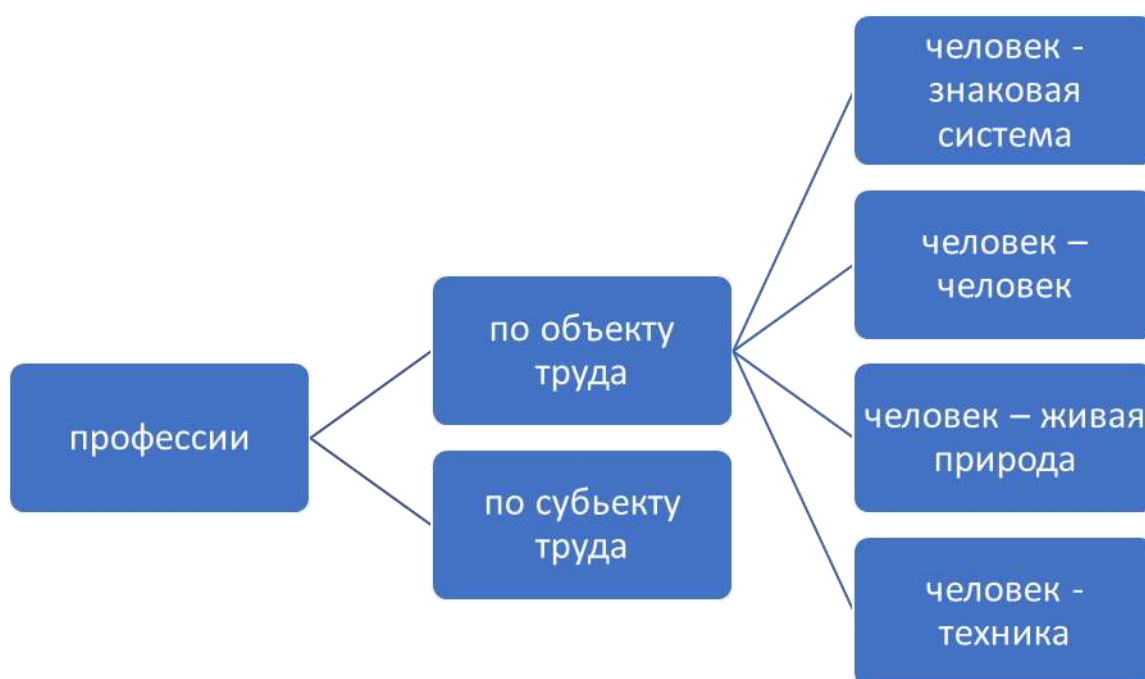 профессии
по объекту
труда
по субьекту
труда
человек -
знаковая
система
человек –
человек
человек – живая
природа
человек -
техника